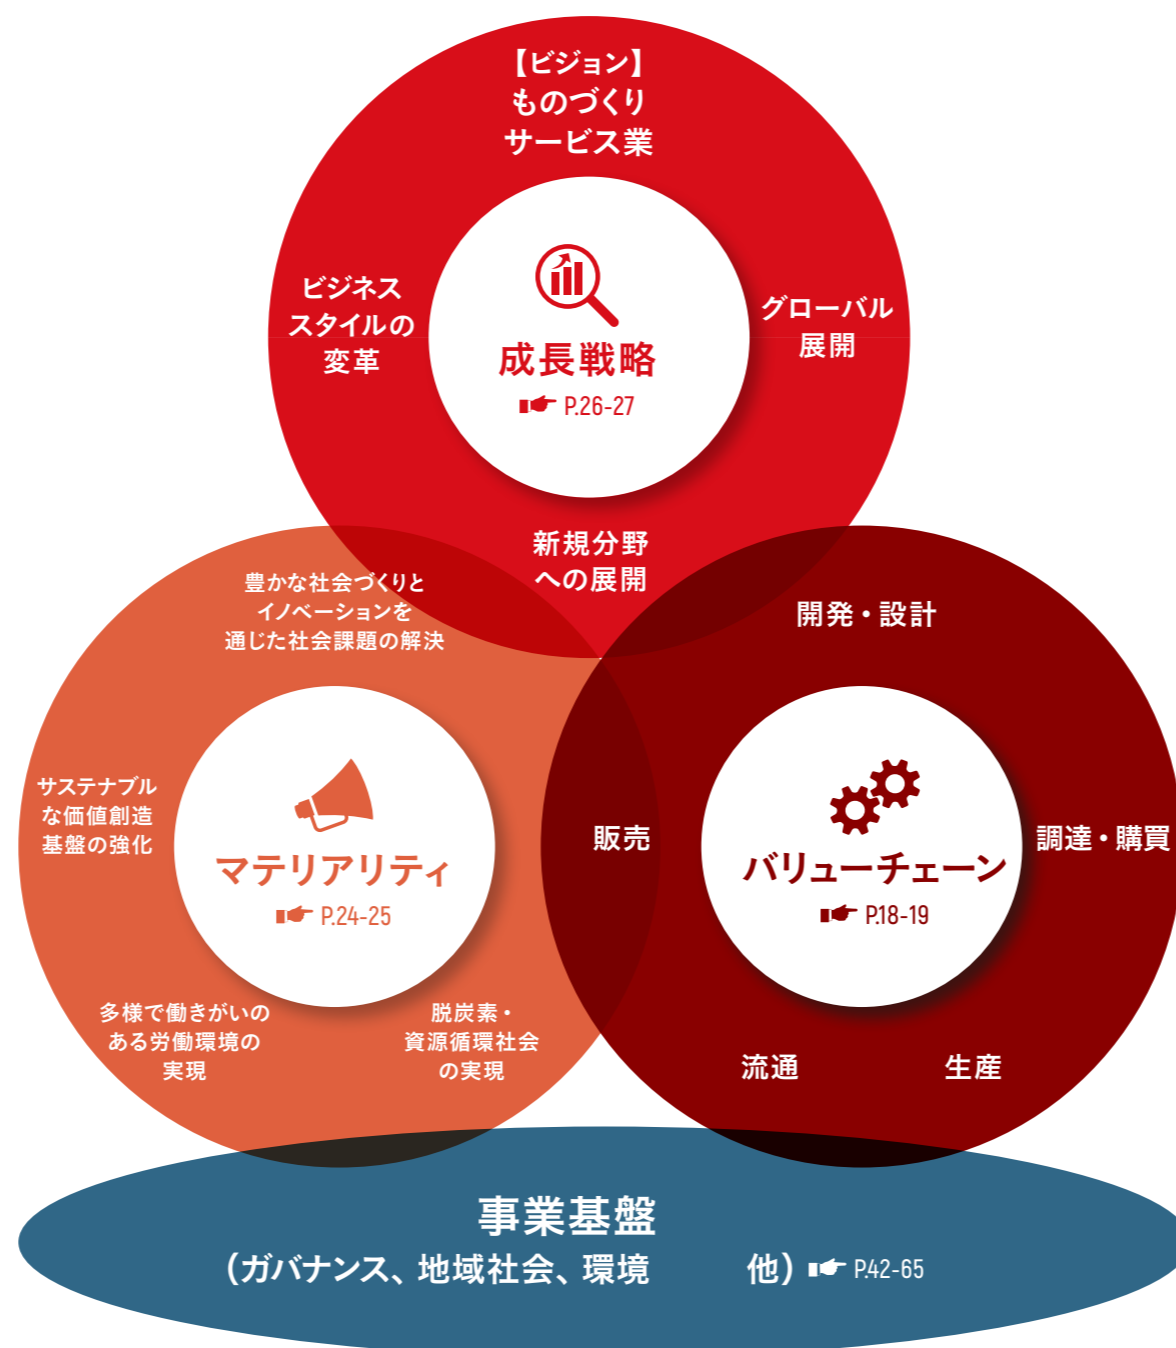 【ビジョン】
ものづくり
サービス業
ビジネス
スタイルの
変革
グローバル
展開
成長戦略
P.26-27
新規分野
への展開
豊かな社会づくりと
イノベーションを
通じた社会課題の解決
サステナブル
な価値創造
基盤の強化
マテリアリティ
P.24-25
多様で働きがいの
ある労働環境の
実現
脱炭素・
資源循環社会
の実現
開発・設計
販売
バリューチェーン
P.18-19
調達・購買
流通
生産
事業基盤
(ガバナンス、地域社会、環境 他) P.42-65